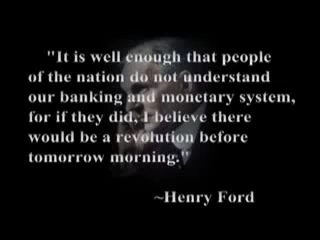 "It is well enough that people
of the nation do not understand
our banking and monetary system,
for if they did, I believe there
would be a revolution before
tomorrow morning."
~Henry Ford